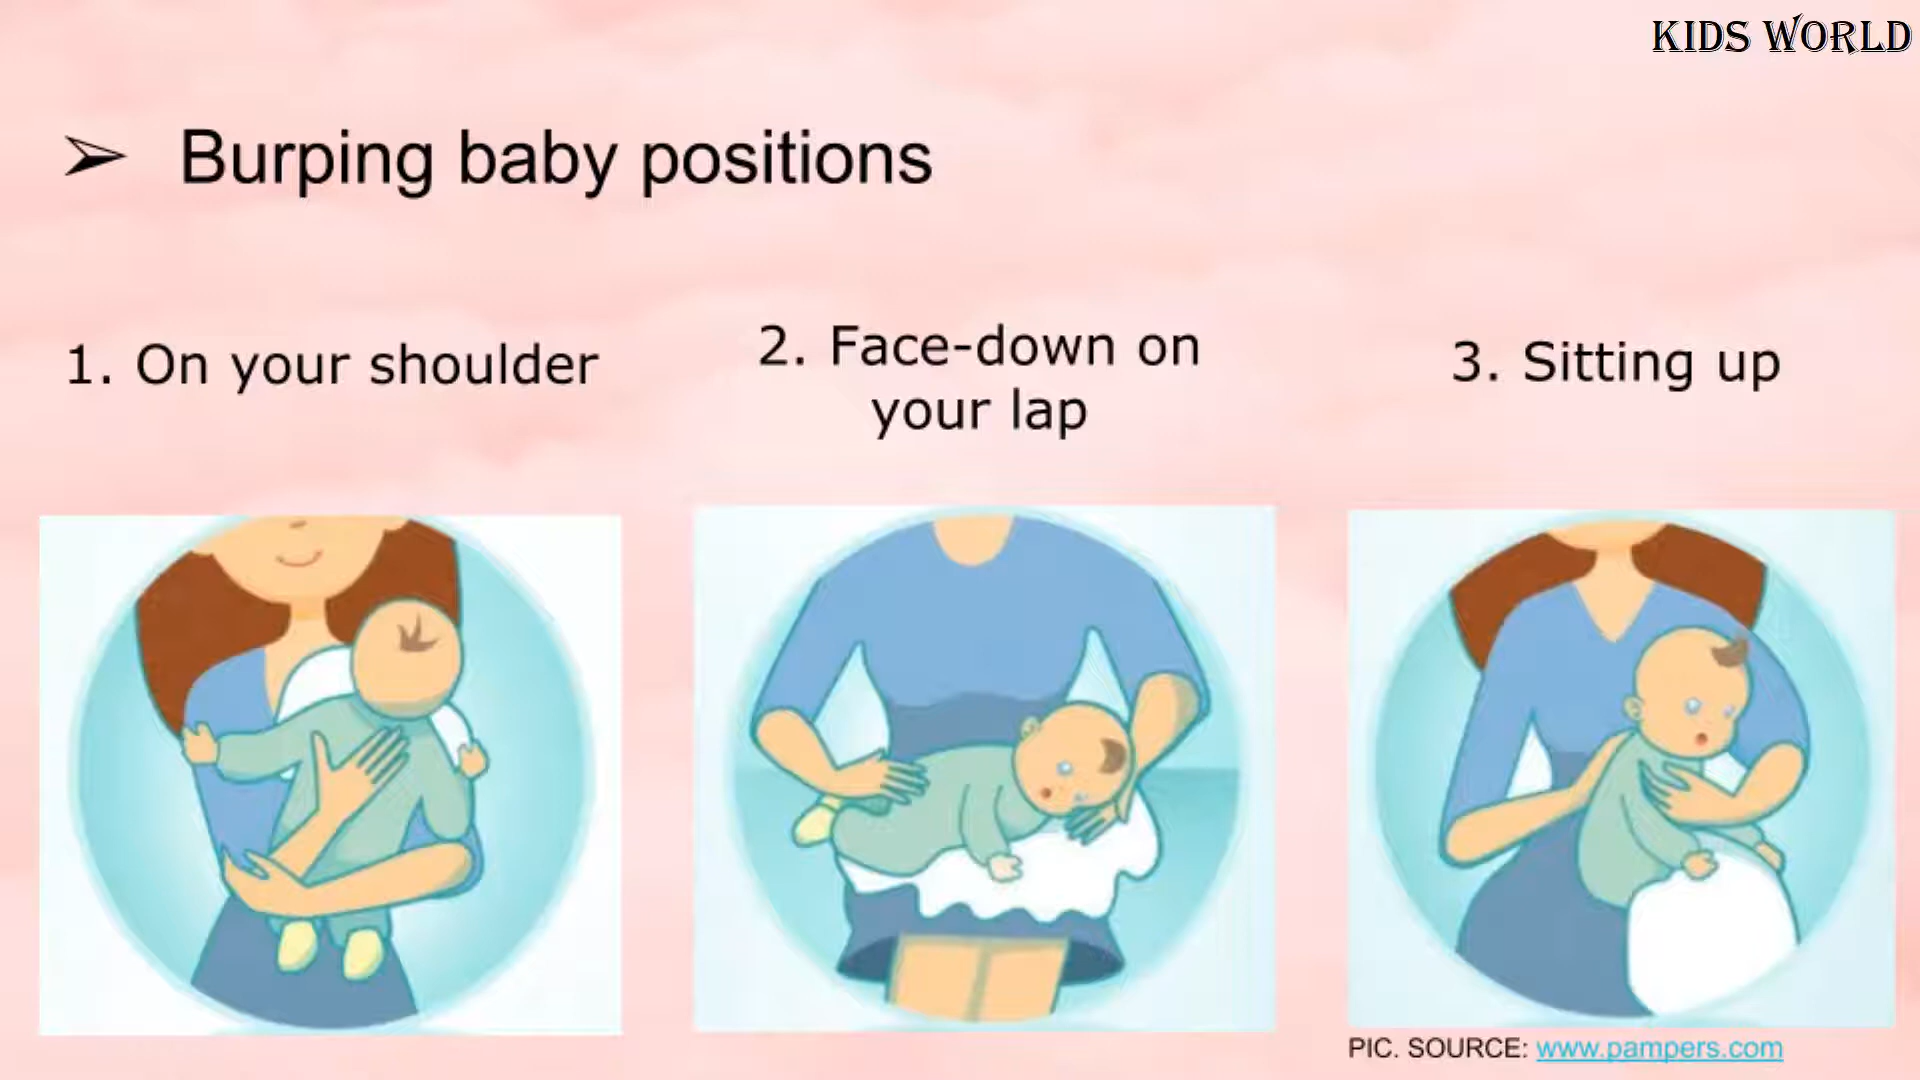 KIDS WORLD
➢ Burping baby positions
1. On your shoulder
2. Face-down on
your lap
3. Sitting up
PIC. SOURCE: www.pampers.com